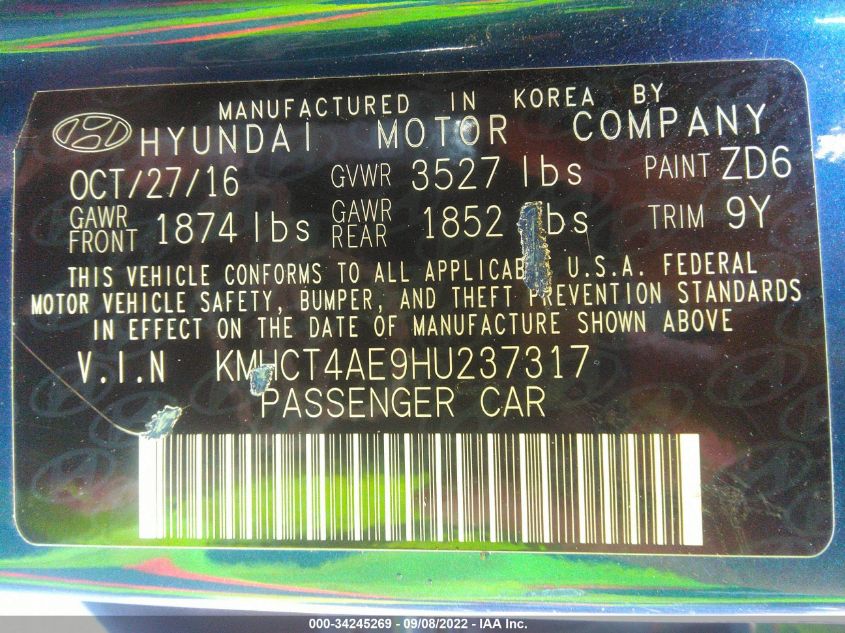 MANUFACTURED IN KOREA BY
HYUNDAI MOTOR COMPANY
OCT/27/16 GVWR 3527 lbs PAINT ZD6
GAWR FRONT 1874 lbs GAWR REAR 1852 lbs TRIM 9Y
THIS VEHICLE CONFORMS TO ALL APPLICABLE U.S.A. FEDERAL
MOTOR VEHICLE SAFETY, BUMPER, AND THEFT PREVENTION STANDARDS
IN EFFECT ON THE DATE OF MANUFACTURE SHOWN ABOVE
V.I.N KMHCT4AE9HU237317
PASSENGER CAR
000-34245269 - 09/08/2022 - IAA Inc.